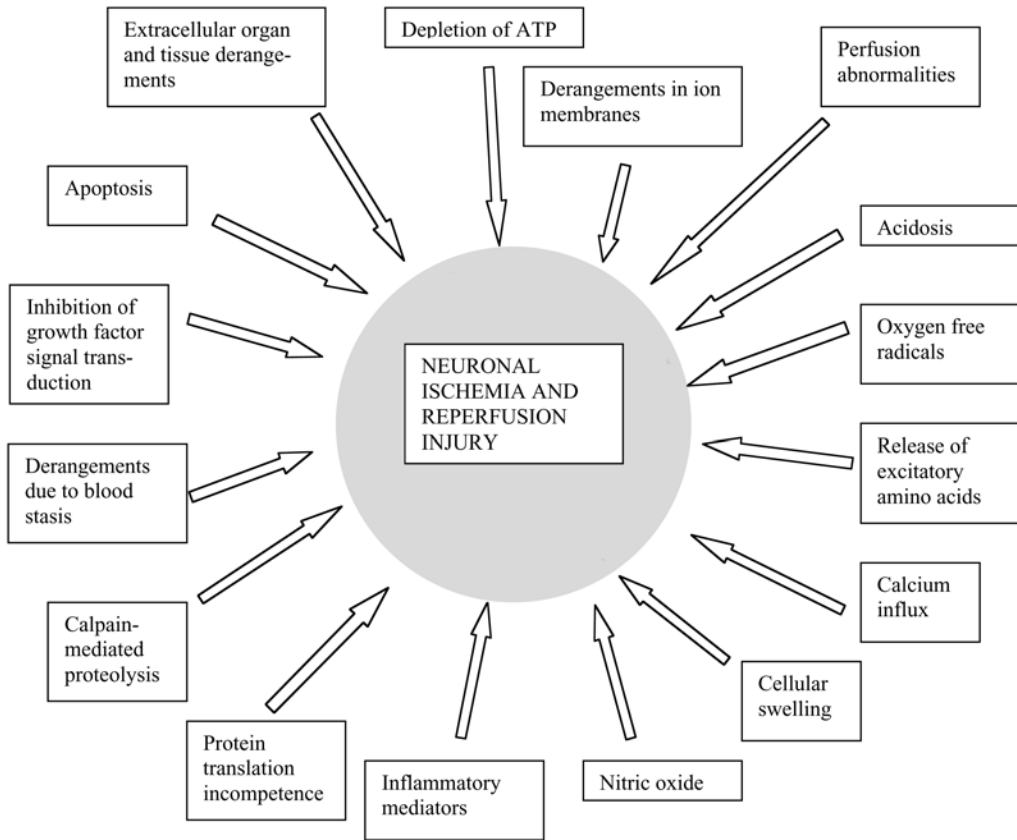 Extracellular organ
and tissue derange-
ments
Depletion of ATP
Derangements in ion
membranes
Perfusion
abnormalities
Acidosis
Oxygen free
radicals
Release of
excitatory
amino acids
Calcium
influx
Cellular
swelling
Nitric oxide
Inflammatory
mediators
Protein
translation
incompetence
Calpain-
mediated
proteolysis
Derangements
due to blood
stasis
Inhibition of
growth factor
signal trans-
duction
Apoptosis
NEURONAL
ISCHEMIA AND
REPERFUSION
INJURY